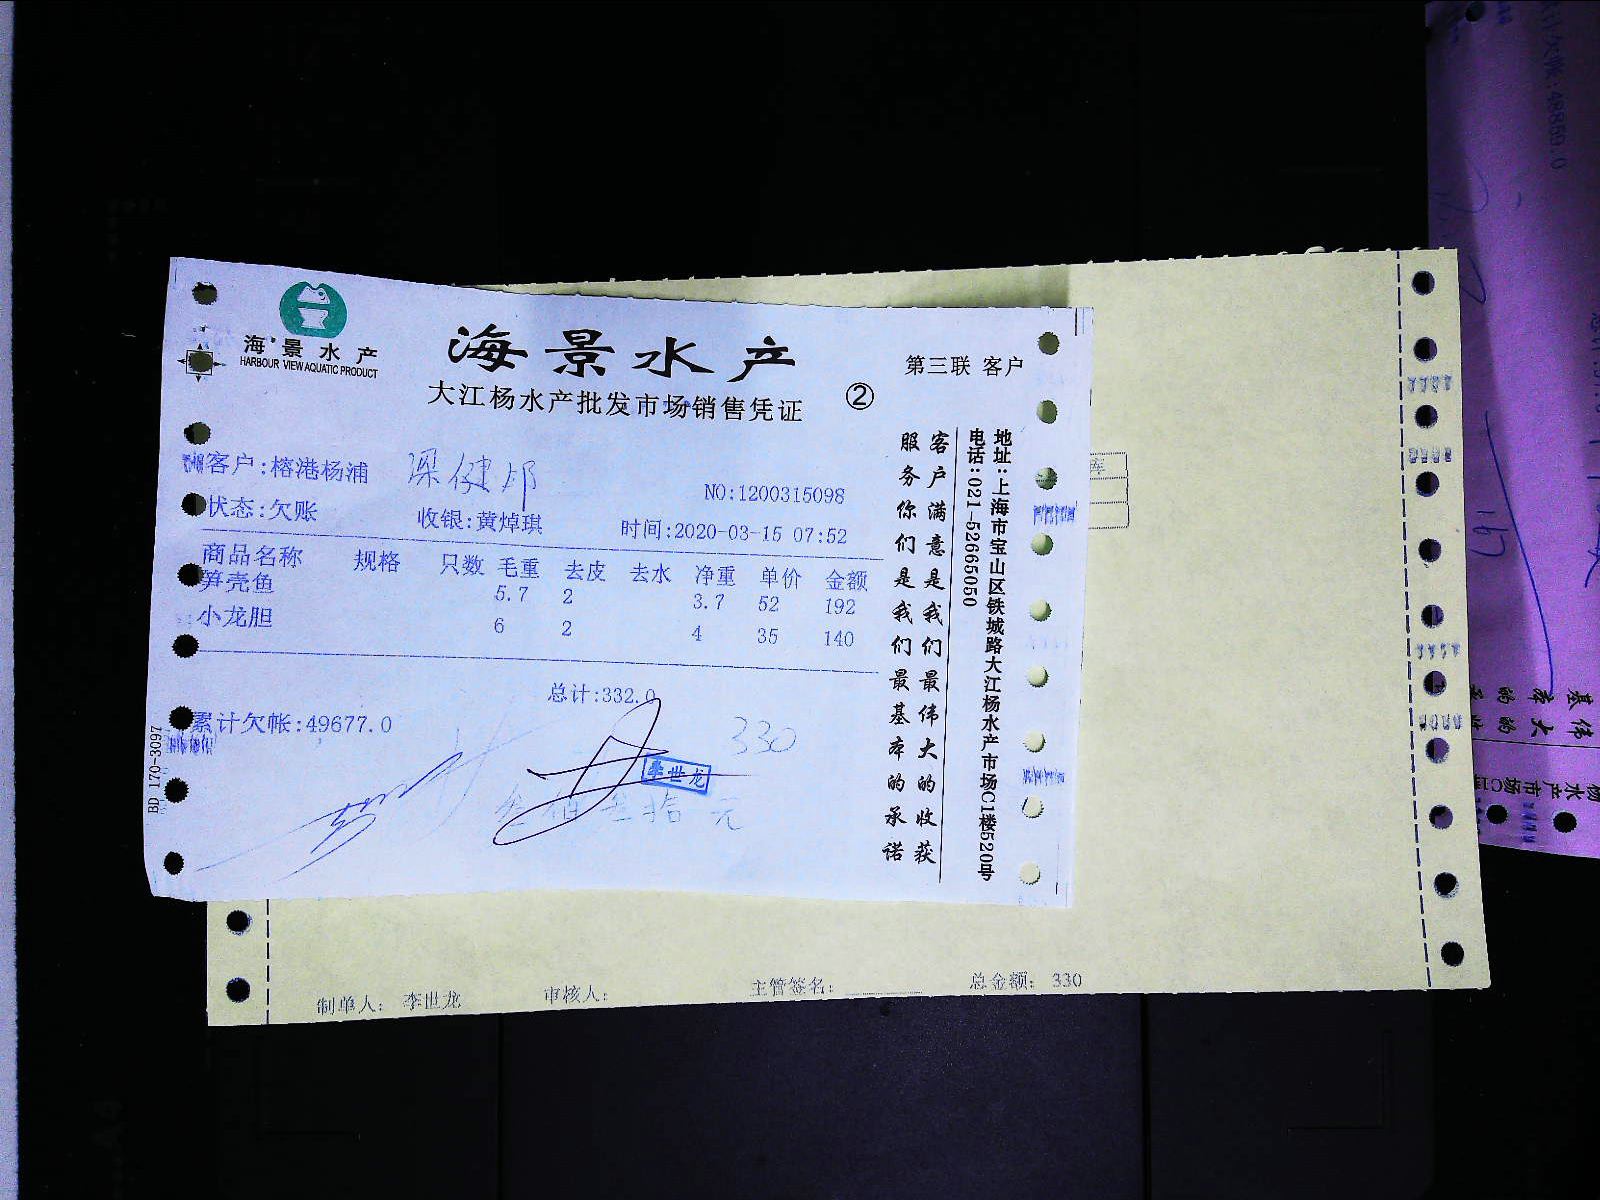 海景水产
HARBOUR VIEW AQUATIC PRODUCT
海景水产
大江杨水产批发市场销售凭证
②
第三联 客户
客户:榕港杨浦 梁健邦
NO:1200315098
状态:欠账 收银:黄焯琪 时间:2020-03-15 07:52
商品名称 规格 只数 毛重 去皮 去水 净重 单价 金额
笋壳鱼 5.7 2 3.7 52 192
小龙胆 6 2 4 35 140
总计:332.0
累计欠帐:49677.0
330
李世龙
叁佰叁拾元
BD 170-3097
地址:上海市宝山区铁城路大江杨水产市场C1楼520号
电话:021-52665050
客户满意是我们最伟大的收获
服务你们是我们最基本的承诺
库
制单人: 李世龙 审核人: 主管签名: 总金额: 330
累计欠帐:48859.0